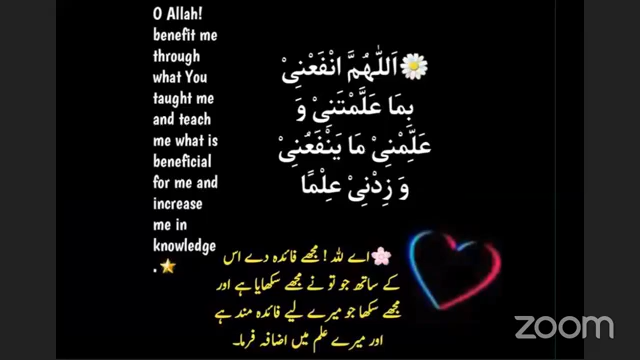 O Allah!
benefit me
through
what You
taught me
and teach
me what is
beneficial
for me and
increase
me in
knowledge
.
اَللّٰهُمَّ انْفَعْنِیْ
بِمَا عَلَّمْتَنِیْ وَ
عَلِّمْنِیْ مَا یَنْفَعُنِیْ
وَ زِدْنِیْ عِلْمًا
اے للہ ! مجھے فائدہ دے اس
کے ساتھ جو تو نے مجھے سکھایا ہے اور
مجھے سکھا جو میرے لیے فائدہ مند ہے
اور میرے علم میں اضافہ فرما۔
zoom